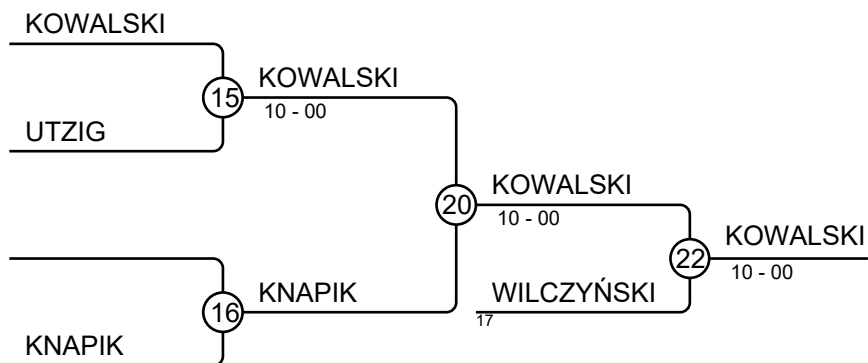 KOWALSKI
15
KOWALSKI
10 - 00
UTZIG
20
KOWALSKI
10 - 00
22
KOWALSKI
10 - 00
16
KNAPIK
WILCZYŃSKI
17
KNAPIK